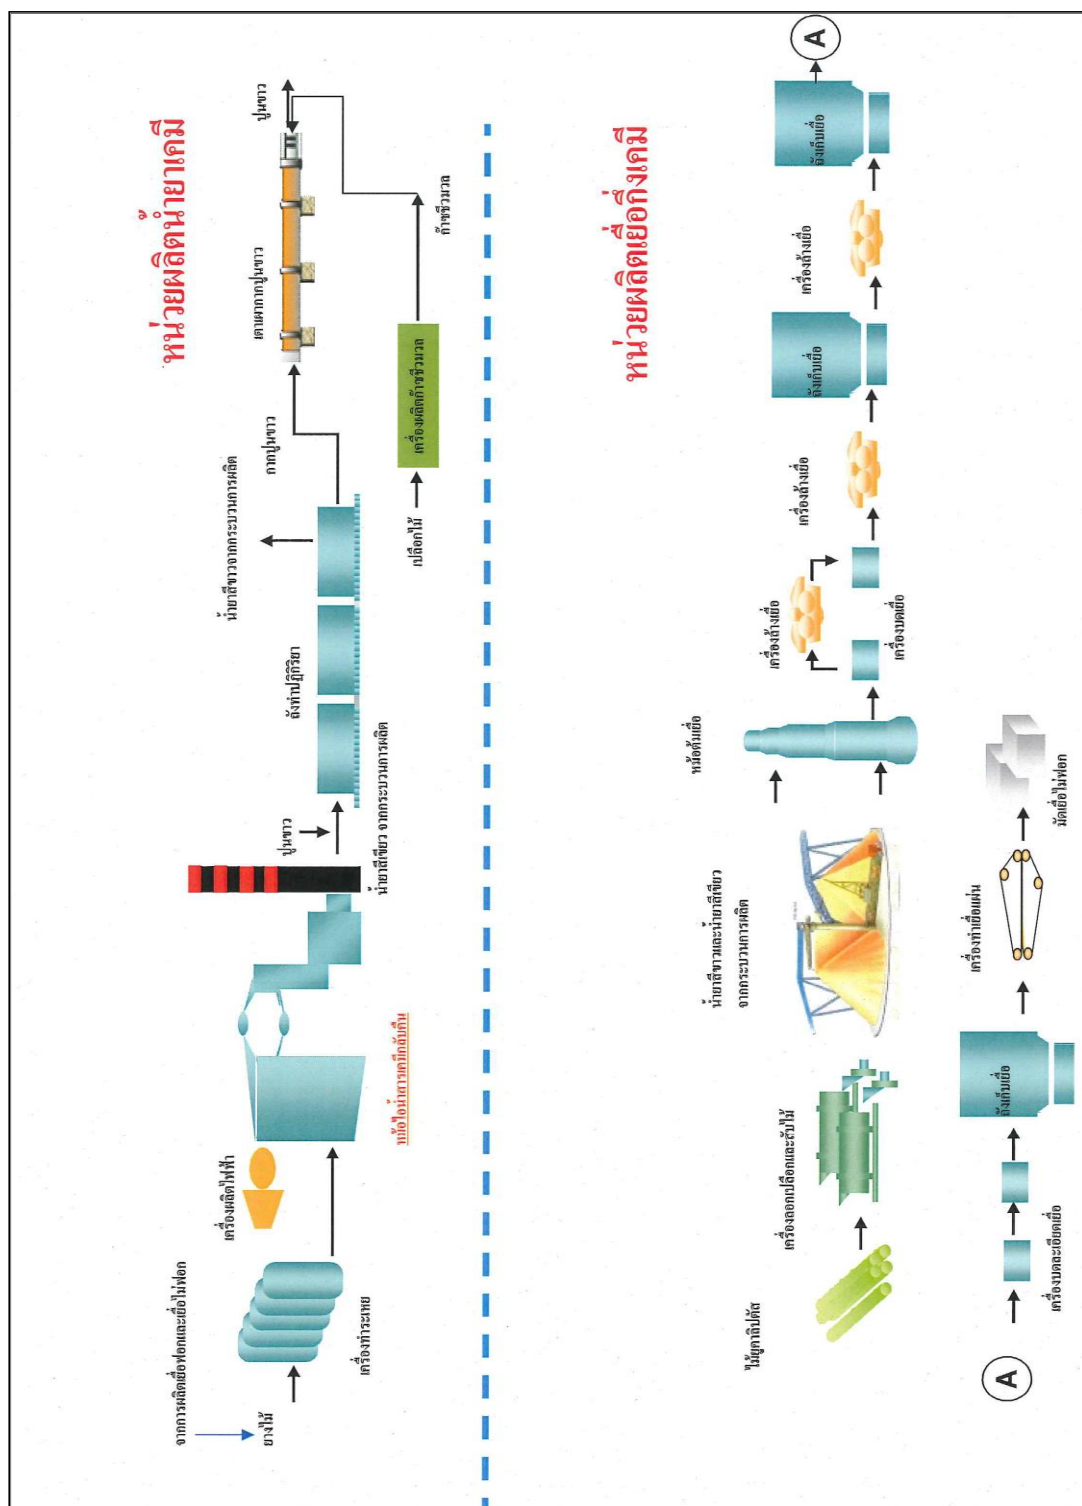 หน่วยผลิตน้ำยาเคมี
จากการผลิตเยื่อฟอกและเยื่อไม่ฟอก
ยางไม้
เครื่องทำระเหย
เครื่องผลิตไฟฟ้า
หม้อไอน้ำสารเคมีกลับคืน
น้ำยาสีเขียว จากกระบวนการผลิต
ปูนขาว
ถังทำปฏิกิริยา
น้ำยาสีขาวจากกระบวนการผลิต
กากปูนขาว
เตาเผากากปูนขาว
ปูนขาว
เปลือกไม้
เครื่องผลิตก๊าซชีวมวล
ก๊าซชีวมวล
หน่วยผลิตเยื่อกึ่งเคมี
ไม้ยูคาลิปตัส
เครื่องลอกเปลือกและสับไม้
น้ำยาสีขาวและน้ำยาสีเขียว
จากกระบวนการผลิต
หม้อต้มเยื่อ
เครื่องล้างเยื่อ
เครื่องบดเยื่อ
เครื่องล้างเยื่อ
ถังเก็บเยื่อ
เครื่องล้างเยื่อ
ถังเก็บเยื่อ
A
A
เครื่องบดละเอียดเยื่อ
ถังเก็บเยื่อ
เครื่องทำเยื่อแผ่น
มัดเยื่อไม่ฟอก